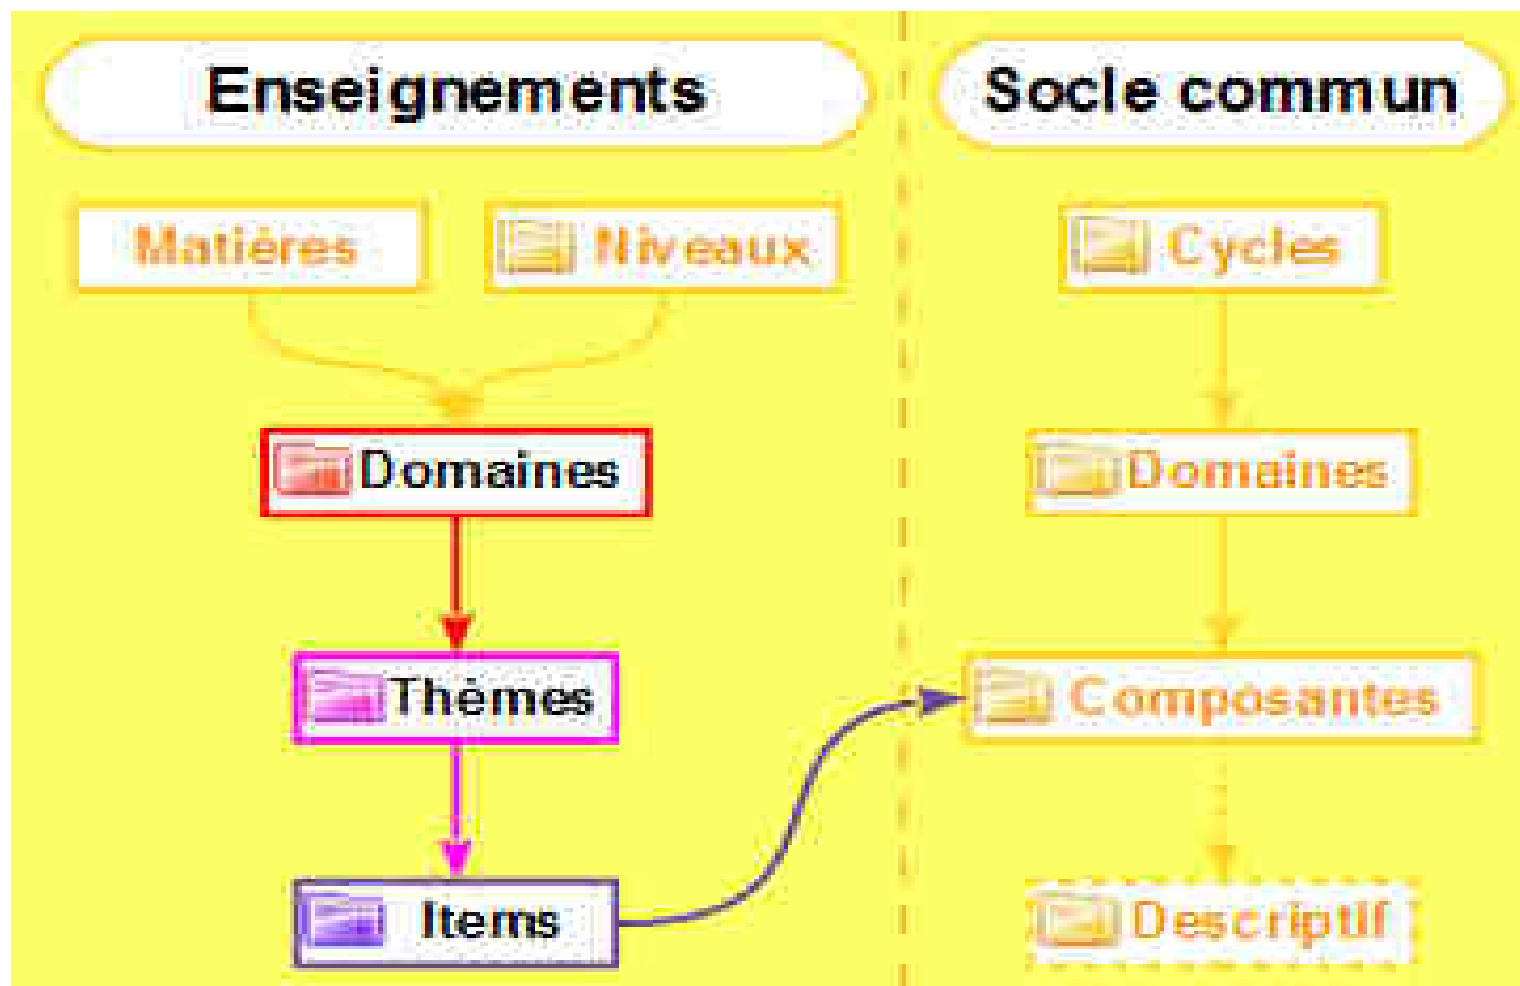 Enseignements
Socle commun
Matières
Niveaux
Cycles
Domaines
Domaines
Thèmes
Composantes
Items
Descriptif